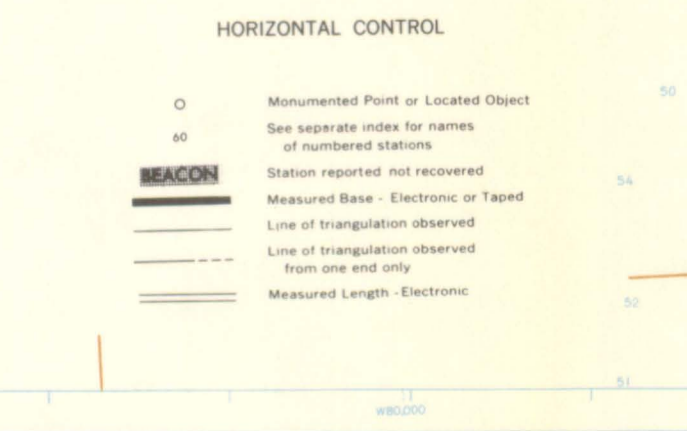 HORIZONTAL CONTROL
Monumented Point or Located Object
60 See separate index for names
of numbered stations
BEACON Station reported not recovered
Measured Base - Electronic or Taped
Line of triangulation observed
Line of triangulation observed
from one end only
Measured Length - Electronic
50
54
52
51
W80,000